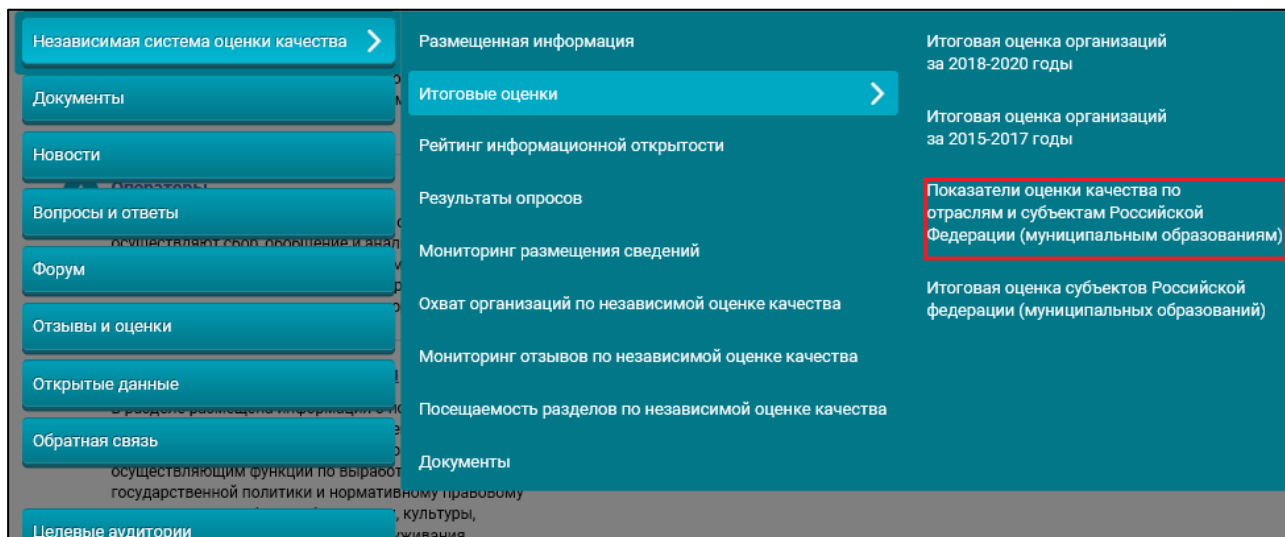 Независимая система оценки качества
Документы
Новости
Вопросы и ответы
Форум
Отзывы и оценки
Открытые данные
Обратная связь
Целевые аудитории
Размещенная информация
Итоговые оценки
Рейтинг информационной открытости
Результаты опросов
Мониторинг размещения сведений
Охват организаций по независимой оценке качества
Мониторинг отзывов по независимой оценке качества
Посещаемость разделов по независимой оценке качества
Документы
Итоговая оценка организаций
за 2018-2020 годы
Итоговая оценка организаций
за 2015-2017 годы
Показатели оценки качества по
отраслям и субъектам Российской
Федерации (муниципальным образованиям)
Итоговая оценка субъектов Российской
федерации (муниципальных образований)
Операторы
осуществляют сбор, обобщение и
В разделе размещена информация о
осуществляющим функции по
государственной политики и нормативному правовому
культуры,